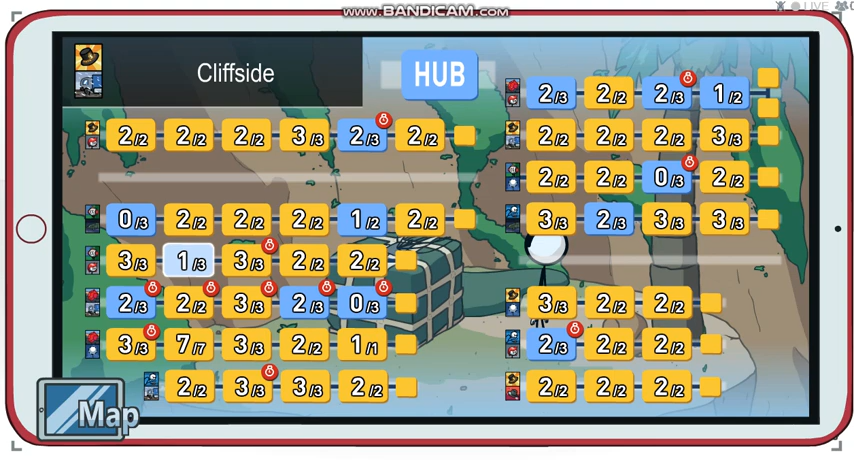 www.BANDICAM.com
LIVE
Cliffside
HUB
2/3 2/2 2/3 1/2
2/2 2/2 2/2 3/3 2/3 2/2
2/2 2/2 2/2 3/3
2/2 2/2 0/3 2/2
0/3 2/2 2/2 2/2 1/2 2/2
3/3 2/3 3/3 3/3
3/3 1/3 3/3 2/2 2/2
2/3 2/2 3/3 2/3 0/3
3/3 2/2 2/2
3/3 7/7 3/3 2/2 1/1
2/3 2/2 2/2
2/2 3/3 3/3 2/2
2/2 2/2 2/2
Map